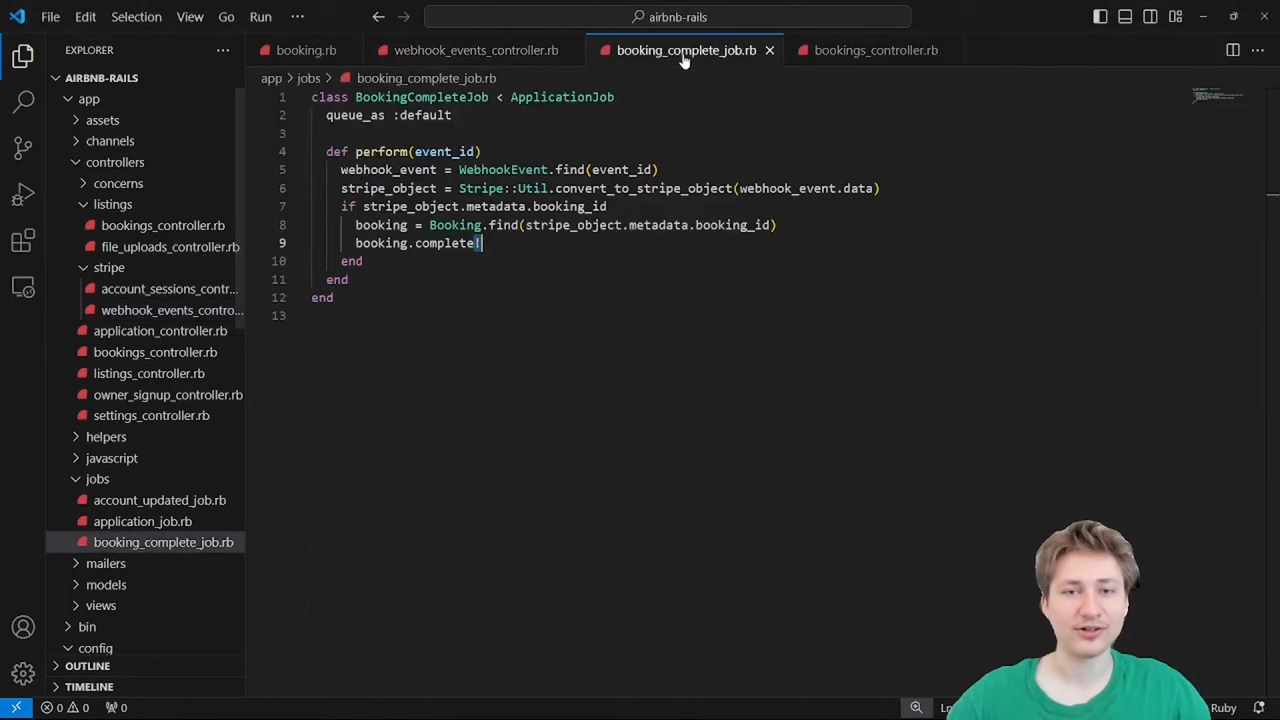 File Edit Selection View Go Run ···
airbnb-rails
EXPLORER ···
AIRBNB-RAILS
app
assets
channels
controllers
concerns
listings
bookings_controller.rb
file_uploads_controller.rb
stripe
account_sessions_contr...
webhook_events_contro...
application_controller.rb
bookings_controller.rb
listings_controller.rb
owner_signup_controller.rb
settings_controller.rb
helpers
javascript
jobs
account_updated_job.rb
application_job.rb
booking_complete_job.rb
mailers
models
views
bin
config
OUTLINE
TIMELINE
booking.rb webhook_events_controller.rb booking_complete_job.rb bookings_controller.rb
app > jobs > booking_complete_job.rb
1 class BookingCompleteJob < ApplicationJob
2 queue_as :default
3
4 def perform(event_id)
5 webhook_event = WebhookEvent.find(event_id)
6 stripe_object = Stripe::Util.convert_to_stripe_object(webhook_event.data)
7 if stripe_object.metadata.booking_id
8 booking = Booking.find(stripe_object.metadata.booking_id)
9 booking.complete!
10 end
11 end
12 end
13
0 0 0 Ruby